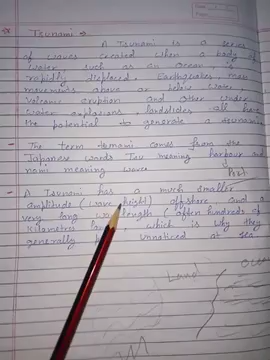 Tsunami :-
A Tsunami is a series
of waves created when a body of
water, such as an ocean, is
rapidly displaced. Earthquakes, mass
movements above or below water
volcanic eruption and other under
water explosions, landslides all have
the potential to generate a tsunami
- The term tsunami comes from the
Japanese words Tsu meaning harbour and
nami meaning wave.
- A Tsunami has a much smaller
amplitude (wave height) offshore and a
very long wavelength (often hundreds of
kilometres long), which is why they
generally unnoticed at sea
Land